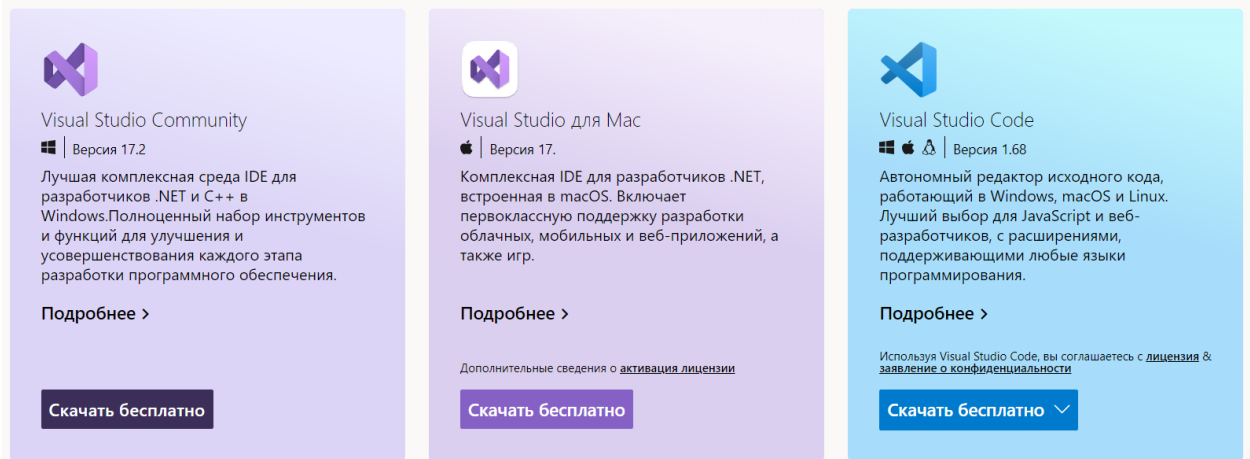 Visual Studio Community
Версия 17.2
Лучшая комплексная среда IDE для
разработчиков .NET и C++ в
Windows.Полноценный набор инструментов
и функций для улучшения и
усовершенствования каждого этапа
разработки программного обеспечения.
Подробнее >
Скачать бесплатно
Visual Studio для Mac
Версия 17.
Комплексная IDE для разработчиков .NET,
встроенная в macOS. Включает
первоклассную поддержку разработки
облачных, мобильных и веб-приложений, а
также игр.
Подробнее >
Дополнительные сведения о активация лицензии
Скачать бесплатно
Visual Studio Code
Версия 1.68
Автономный редактор исходного кода,
работающий в Windows, macOS и Linux.
Лучший выбор для JavaScript и веб-
разработчиков, с расширениями,
поддерживающими любые языки
программирования.
Подробнее >
Используя Visual Studio Code, вы соглашаетесь с лицензия &
заявление о конфиденциальности
Скачать бесплатно